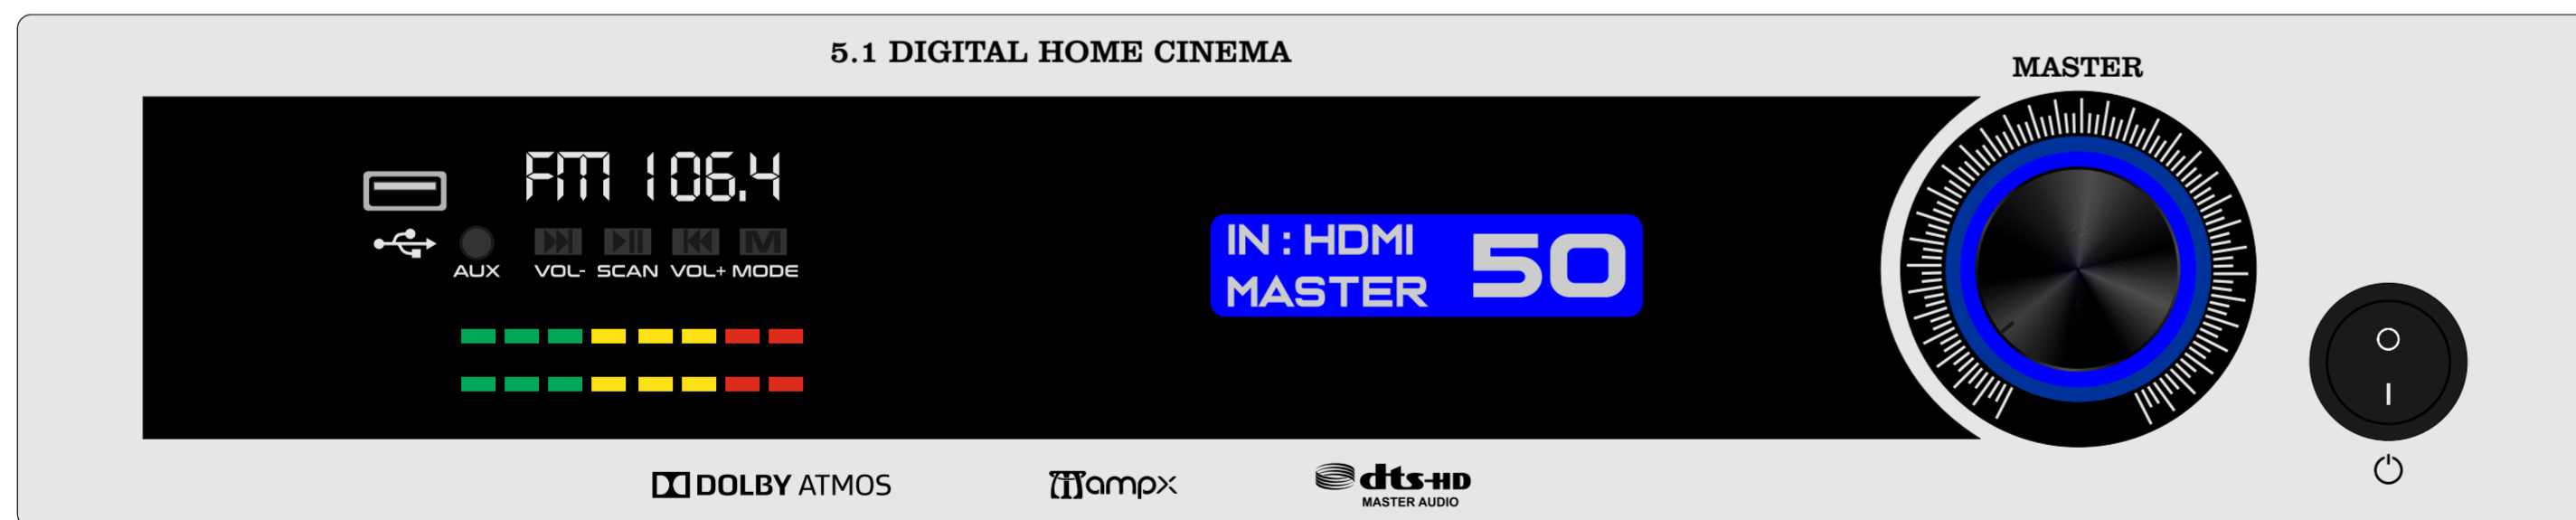 5.1 DIGITAL HOME CINEMA
MASTER
FM 106.4
M
AUX VOL- SCAN VOL+ MODE
IN : HDMI
MASTER
50
DOLBY ATMOS
ampx
dts-HD
MASTER AUDIO